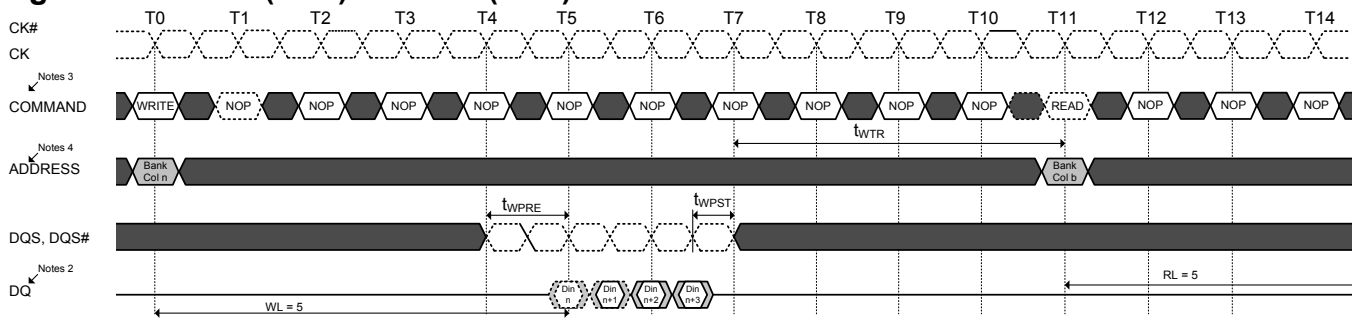 T0 T1 T2 T3 T4 T5 T6 T7 T8 T9 T10 T11 T12 T13 T14
CK#
CK
Notes 3
COMMAND WRITE NOP NOP NOP NOP NOP NOP NOP NOP NOP NOP READ NOP NOP NOP
tWTR
Notes 4
ADDRESS Bank Col n Bank Col b
tWPRE tWPST
DQS, DQS#
Notes 2
DQ Din n Din n+1 Din n+2 Din n+3
RL = 5
WL = 5